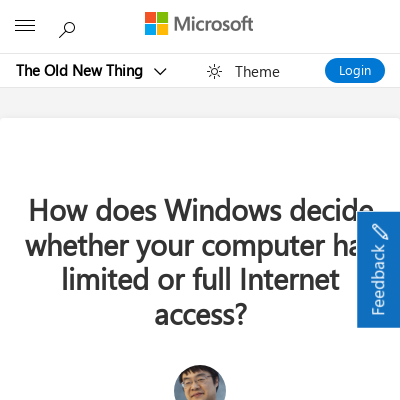 Microsoft
The Old New Thing
Theme
Login
How does Windows decide
whether your computer ha
limited or full Internet
access?
Feedback